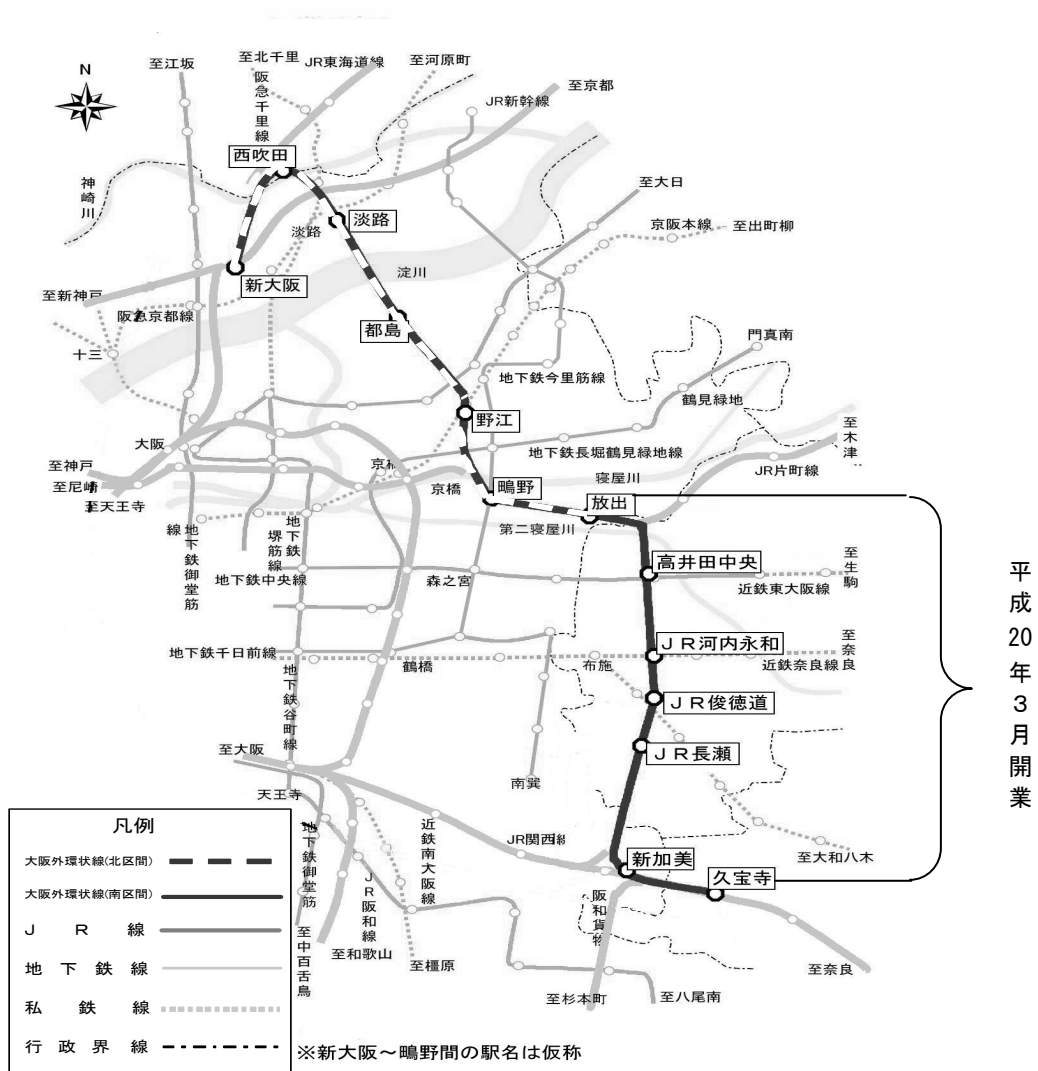 N
至江坂
至北千里
JR東海道線
至河原町
阪急千里線
至京都
JR新幹線
西吹田
至大日
神崎川
淡路
淡路
京阪本線
至出町柳
新大阪
淀川
至新神戸
阪急京都線
都島
門真南
十三
地下鉄今里筋線
鶴見緑地
野江
至木津
大阪
地下鉄長堀鶴見緑地線
至神戸
京橋
JR片町線
至尼崎
京橋
鴫野
寝屋川
至天王寺
放出
第二寝屋川
地下鉄御堂筋線
地下鉄堺筋線
高井田中央
至生駒
地下鉄中央線
森之宮
近鉄東大阪線
平成20年3月開業
JR河内永和
至奈良
地下鉄千日前線
鶴橋
布施
近鉄奈良線
地下鉄谷町線
JR俊徳道
至大阪
JR長瀬
天王寺
南巽
凡例
地下鉄御堂筋
近鉄南大阪線
JR関西線
至大和八木
大阪外環状線(北区間)
新加美
久宝寺
大阪外環状線(南区間)
JR阪和線
阪和貨物
JR線
至中百舌鳥
至和歌山
至橿原
至奈良
地下鉄線
至杉本町
至八尾南
私鉄線
行政界線
※新大阪～鴫野間の駅名は仮称